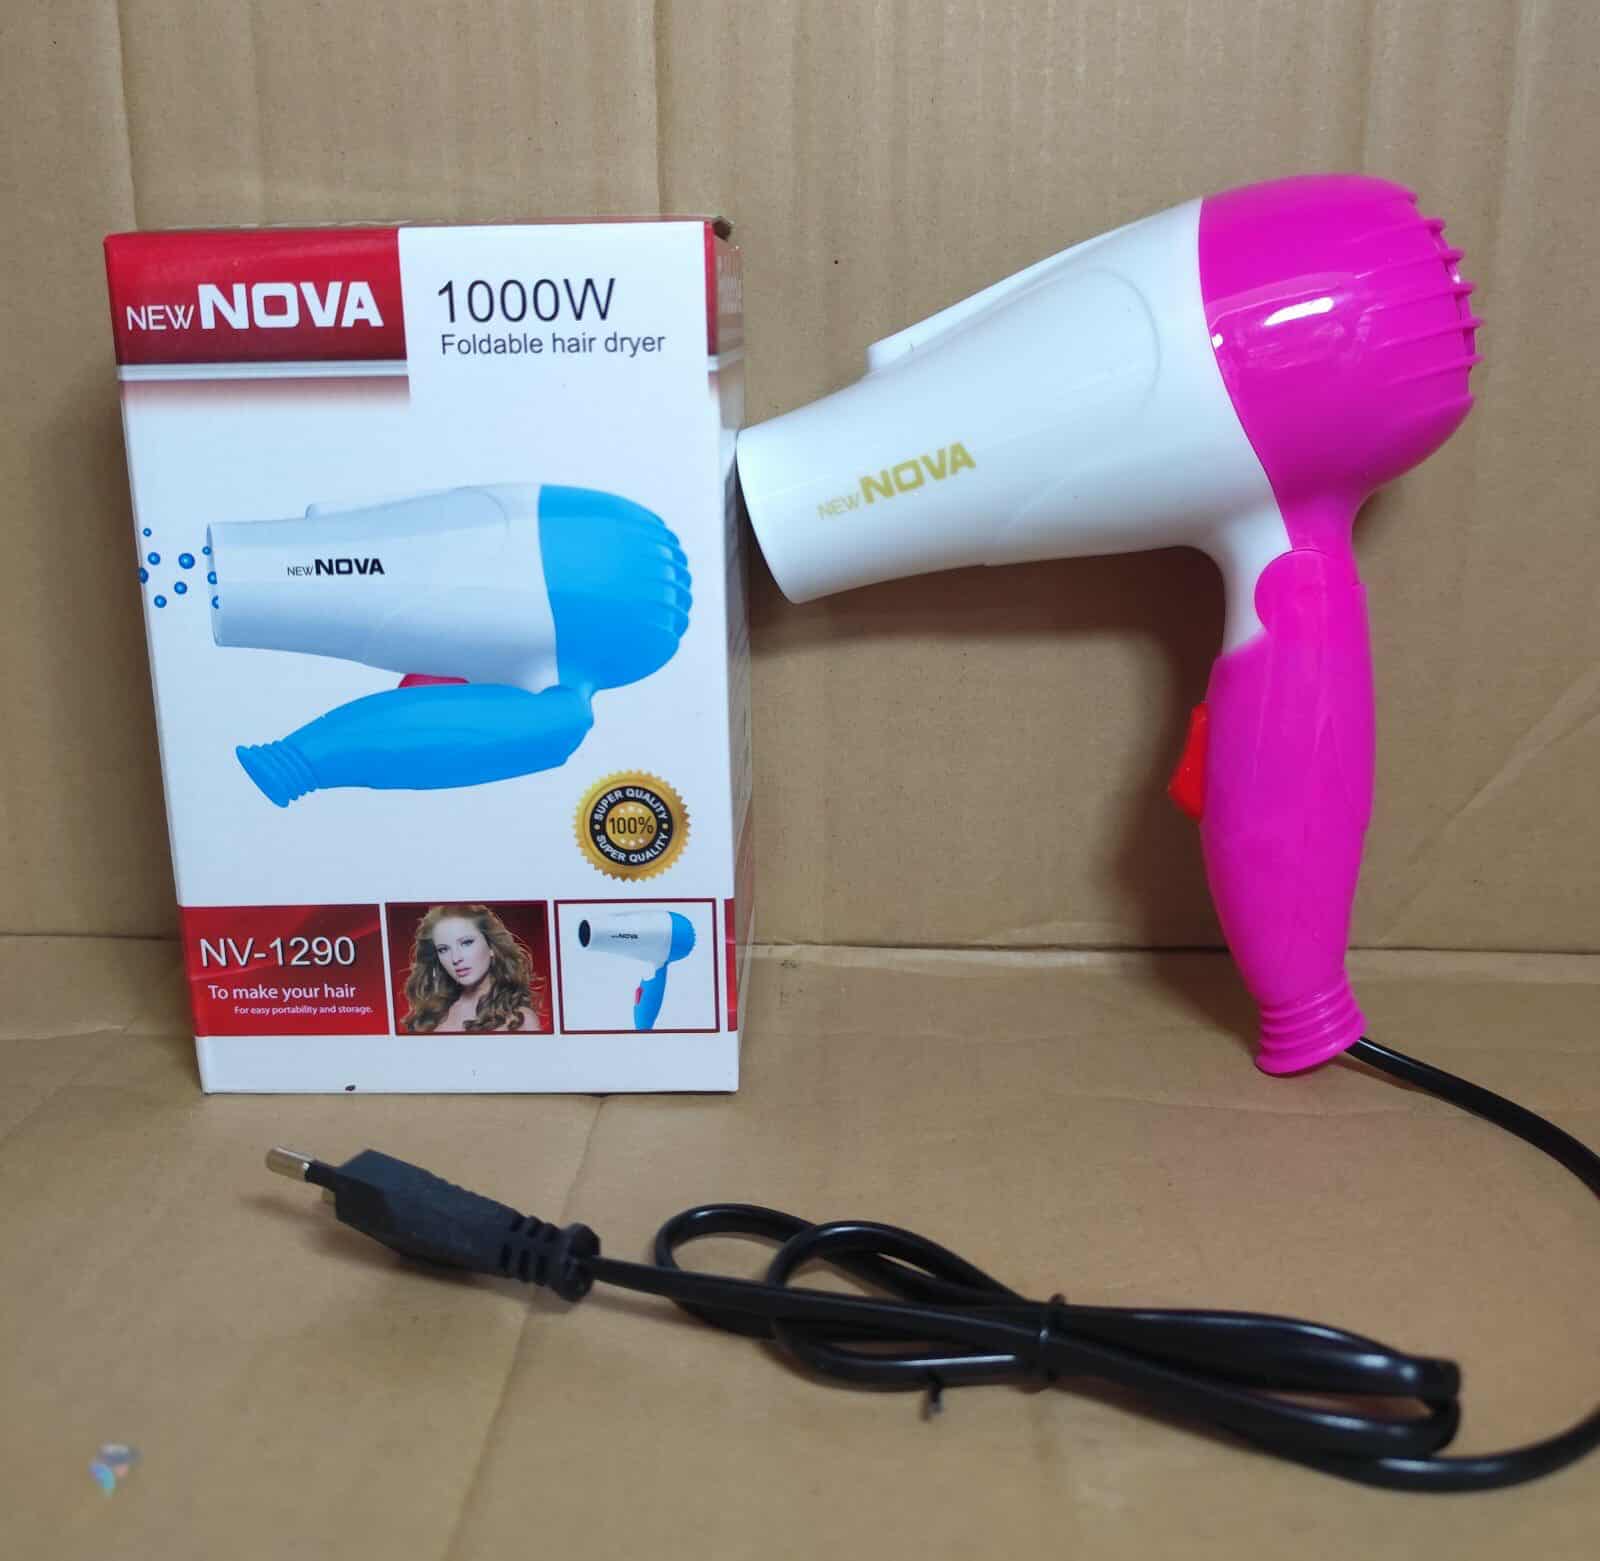 NEW NOVA
1000W
Foldable hair dryer
NEW NOVA
SUPER QUALITY
100%
SUPER QUALITY
NV-1290
To make your hair
For easy portability and storage.
NOVA
NEW NOVA